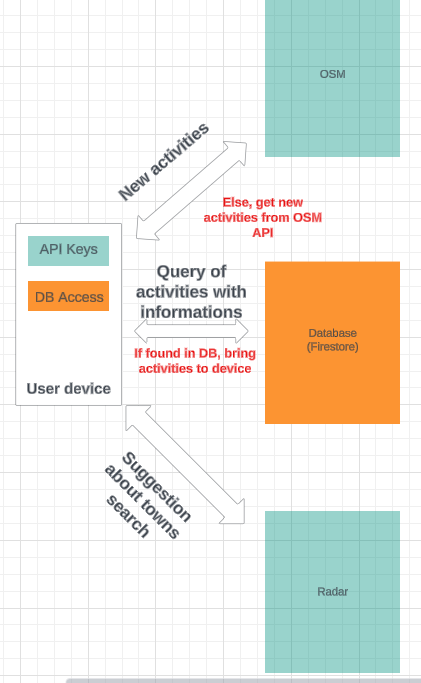 OSM
New activities
Else, get new
activities from OSM
API
API Keys
DB Access
User device
Query of
activities with
informations
If found in DB, bring
activities to device
Database
(Firestore)
Suggestion
about towns
search
Radar